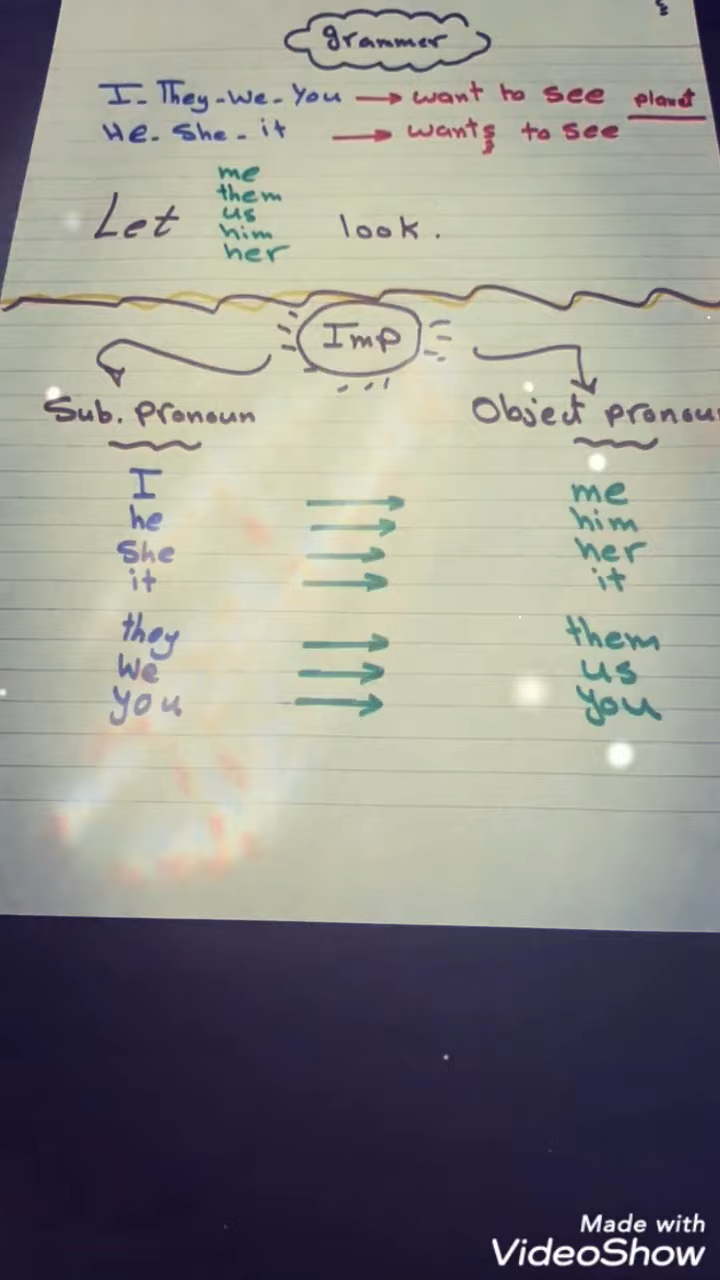 grammer
I - They - we - You → want to see planet
He - She - it → wants to see
me
them
us
Let him look.
her
Imp
Sub. pronoun Object pronou
I → me
he → him
She → her
it → it
they → them
we → us
you → you
Made with
VideoShow